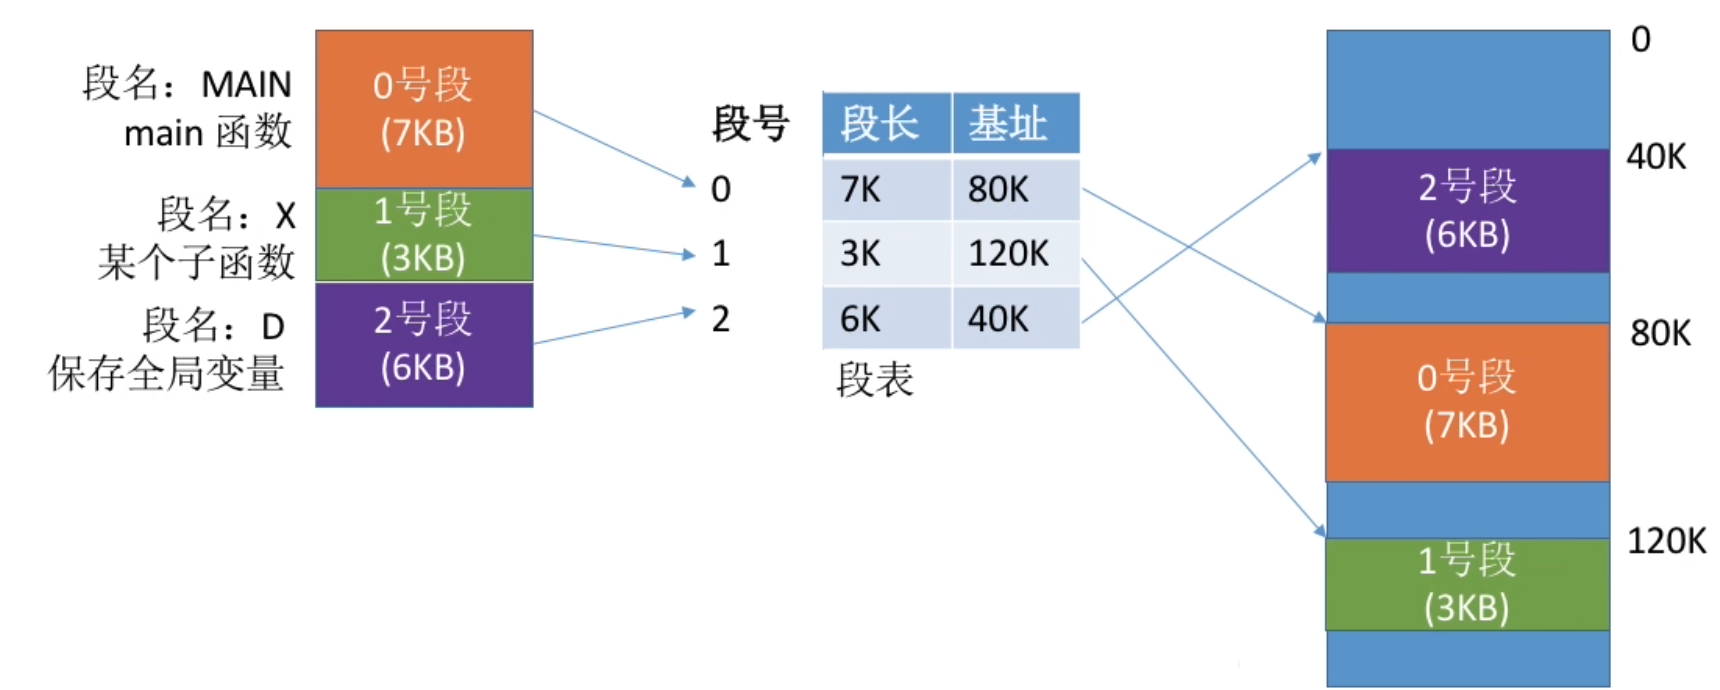 段名：MAIN
main 函数
0号段
(7KB)
段名：X
某个子函数
1号段
(3KB)
段名：D
保存全局变量
2号段
(6KB)
段号 段长 基址
0 7K 80K
1 3K 120K
2 6K 40K
段表
0
40K
2号段
(6KB)
80K
0号段
(7KB)
120K
1号段
(3KB)